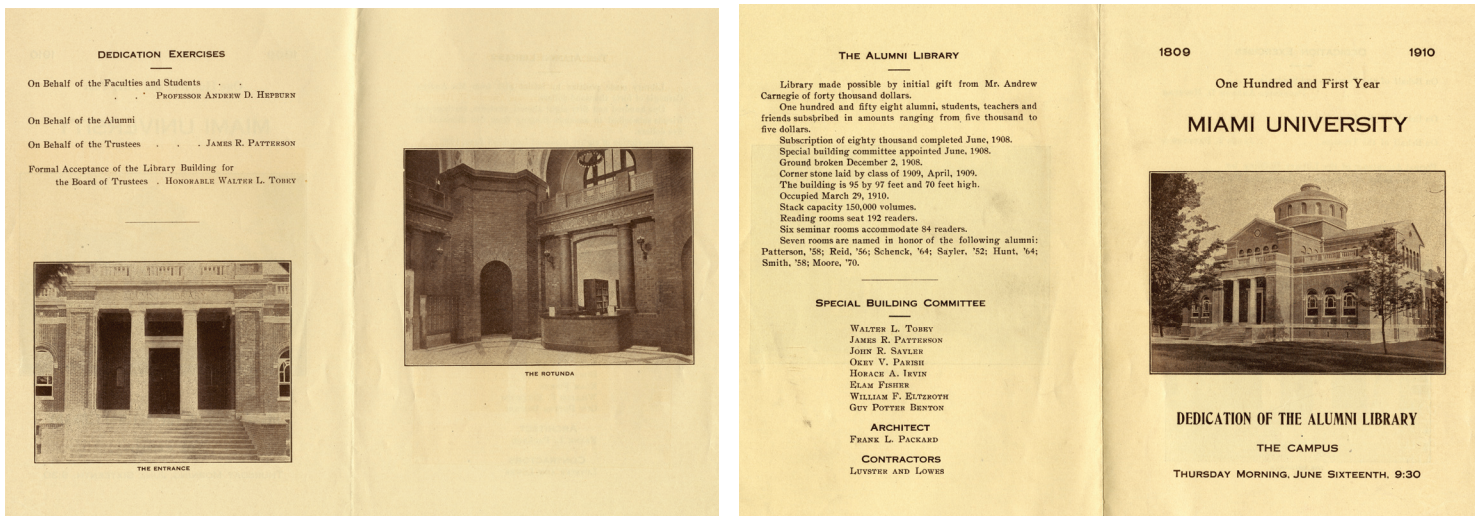 DEDICATION EXERCISES
On Behalf of the Faculties and Students . .
. . PROFESSOR ANDREW D. HEPBURN
On Behalf of the Alumni
On Behalf of the Trustees . . . JAMES R. PATTERSON
Formal Acceptance of the Library Building for
the Board of Trustees . HONORABLE WALTER L. TOBEY
THE ENTRANCE
THE ROTUNDA
THE ALUMNI LIBRARY
Library made possible by initial gift from Mr. Andrew
Carnegie of forty thousand dollars.
One hundred and fifty eight alumni, students, teachers and
friends subsbribed in amounts ranging from five thousand to
five dollars.
Subscription of eighty thousand completed June, 1908.
Special building committee appointed June, 1908.
Ground broken December 2, 1908.
Corner stone laid by class of 1909, April, 1909.
The building is 95 by 97 feet and 70 feet high.
Occupied March 29, 1910.
Stack capacity 150,000 volumes.
Reading rooms seat 192 readers.
Six seminar rooms accommodate 84 readers.
Seven rooms are named in honor of the following alumni:
Patterson, '58; Reid, '56; Schenck, '64; Sayler, '52; Hunt, '64;
Smith, '58; Moore, '70.
SPECIAL BUILDING COMMITTEE
WALTER L. TOBEY
JAMES R. PATTERSON
JOHN R. SAYLER
OKEY V. PARISH
HORACE A. IRVIN
ELAM FISHER
WILLIAM F. ELTZROTH
GUY POTTER BENTON
ARCHITECT
FRANK L. PACKARD
CONTRACTORS
LUYSTER AND LOWES
1809 1910
One Hundred and First Year
MIAMI UNIVERSITY
DEDICATION OF THE ALUMNI LIBRARY
THE CAMPUS
THURSDAY MORNING, JUNE SIXTEENTH, 9:30